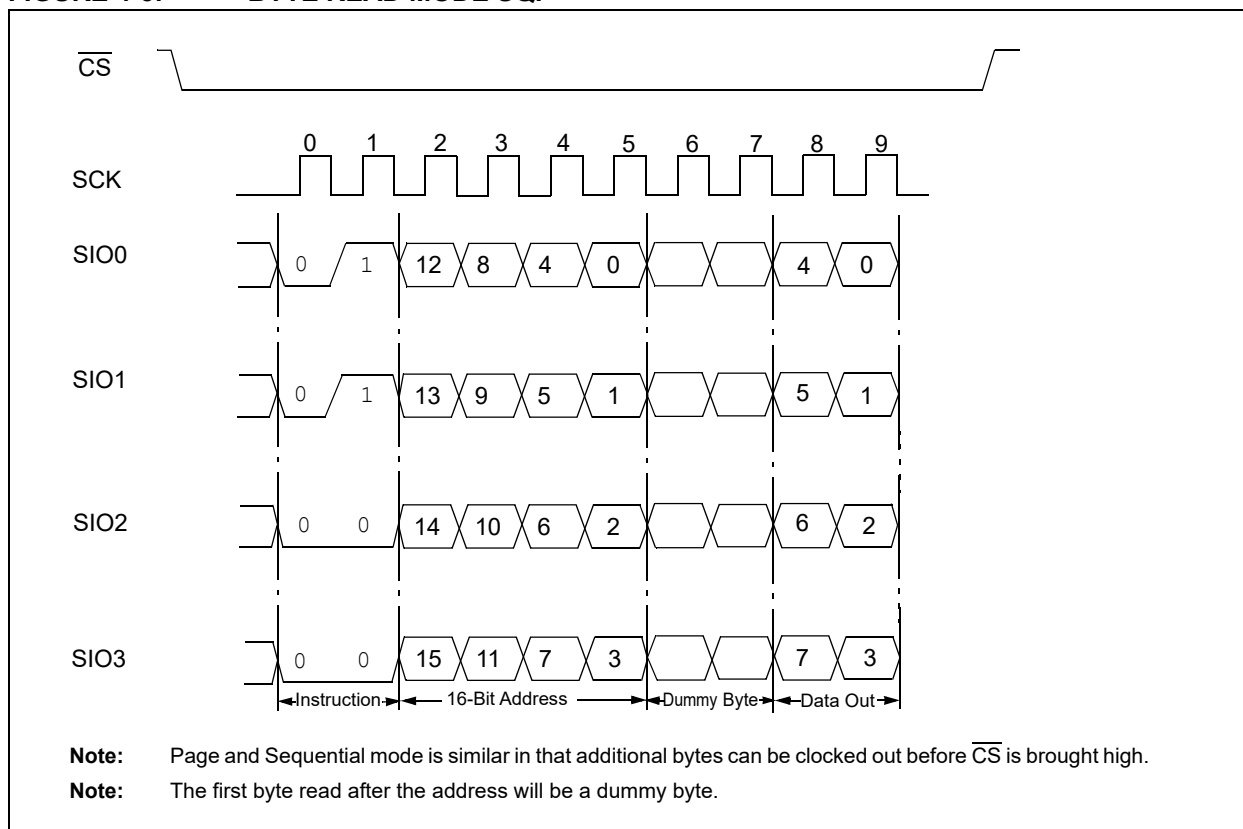 CS
0 1 2 3 4 5 6 7 8 9
SCK
SIO0 0 1 12 8 4 0 4 0
SIO1 0 1 13 9 5 1 5 1
SIO2 0 0 14 10 6 2 6 2
SIO3 0 0 15 11 7 3 7 3
Instruction 16-Bit Address Dummy Byte Data Out
Note: Page and Sequential mode is similar in that additional bytes can be clocked out before CS is brought high.
Note: The first byte read after the address will be a dummy byte.